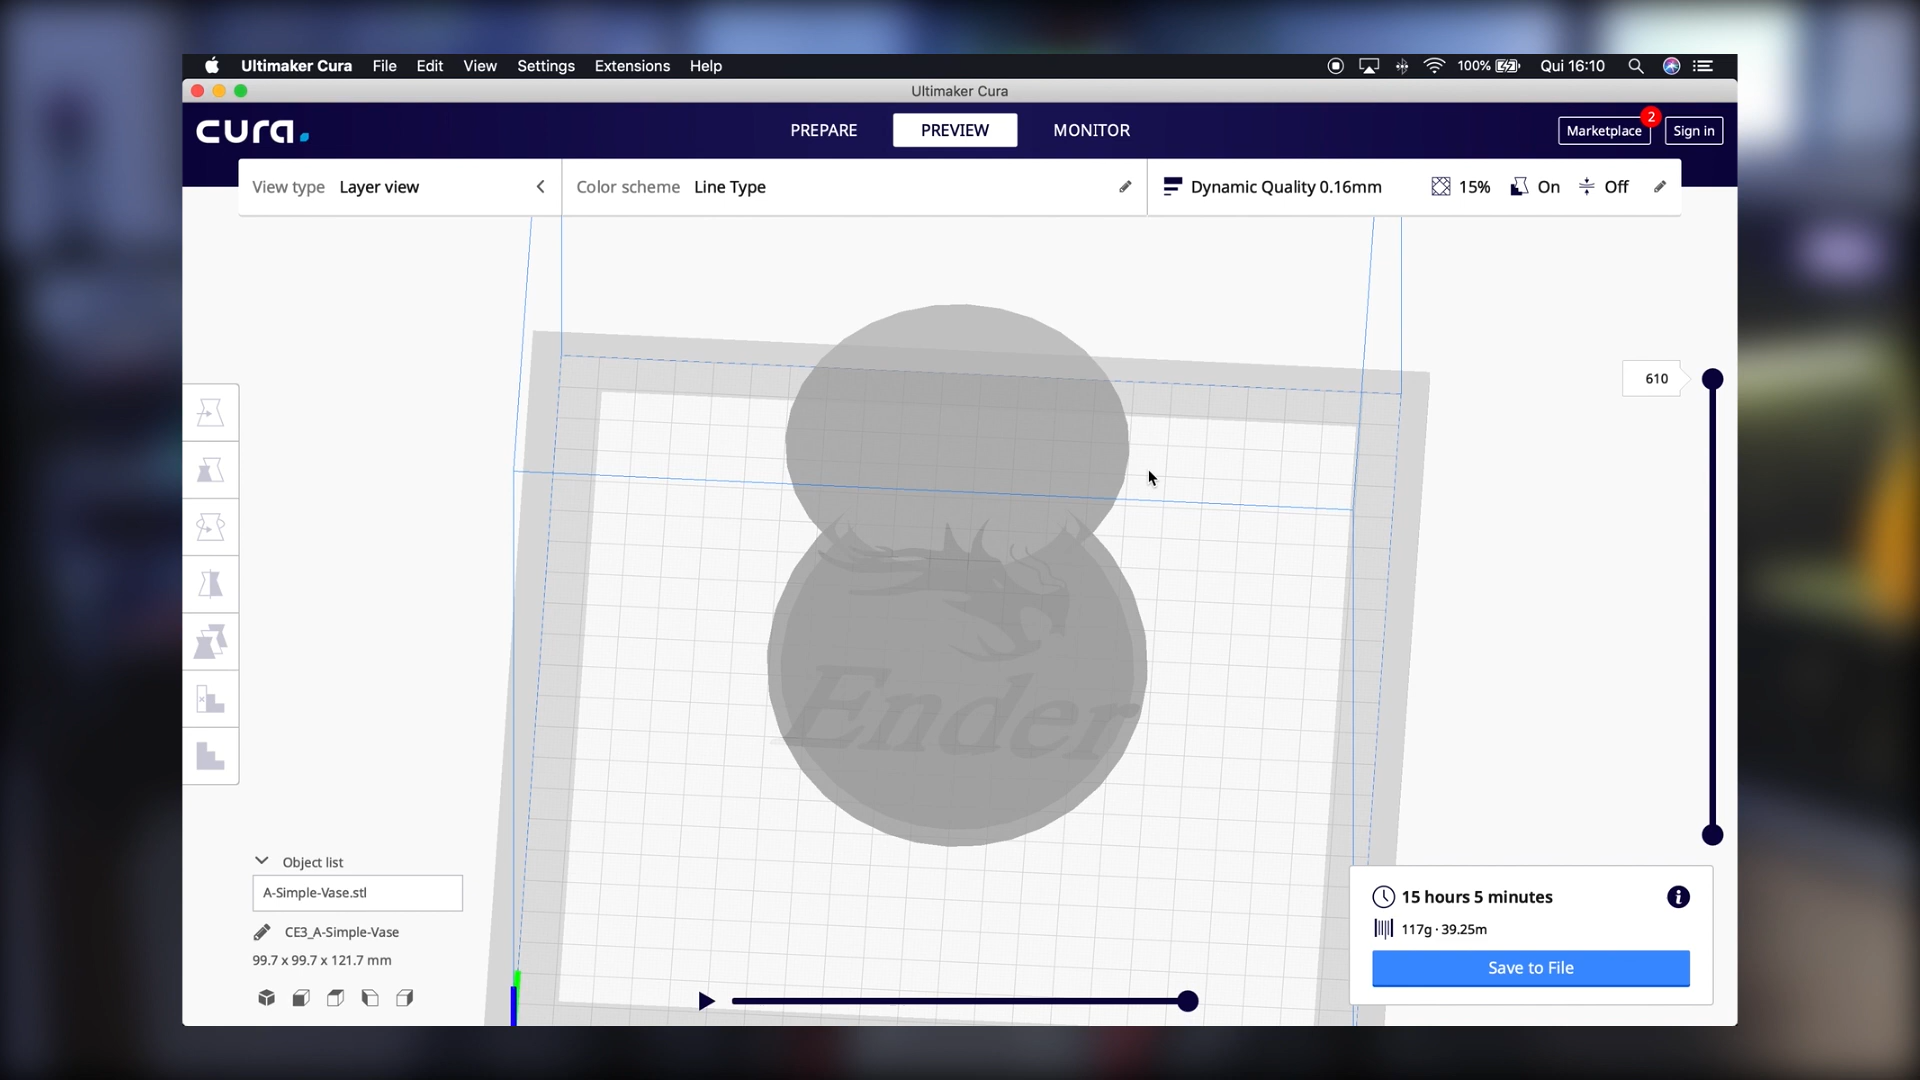 Ultimaker Cura File Edit View Settings Extensions Help 100% Qui 16:10
Ultimaker Cura
cura. PREPARE PREVIEW MONITOR Marketplace 2 Sign in
View type Layer view Color scheme Line Type Dynamic Quality 0.16mm 15% On Off
610
Ender
Object list
A-Simple-Vase.stl
CE3_A-Simple-Vase
99.7 x 99.7 x 121.7 mm
15 hours 5 minutes
117g · 39.25m
Save to File